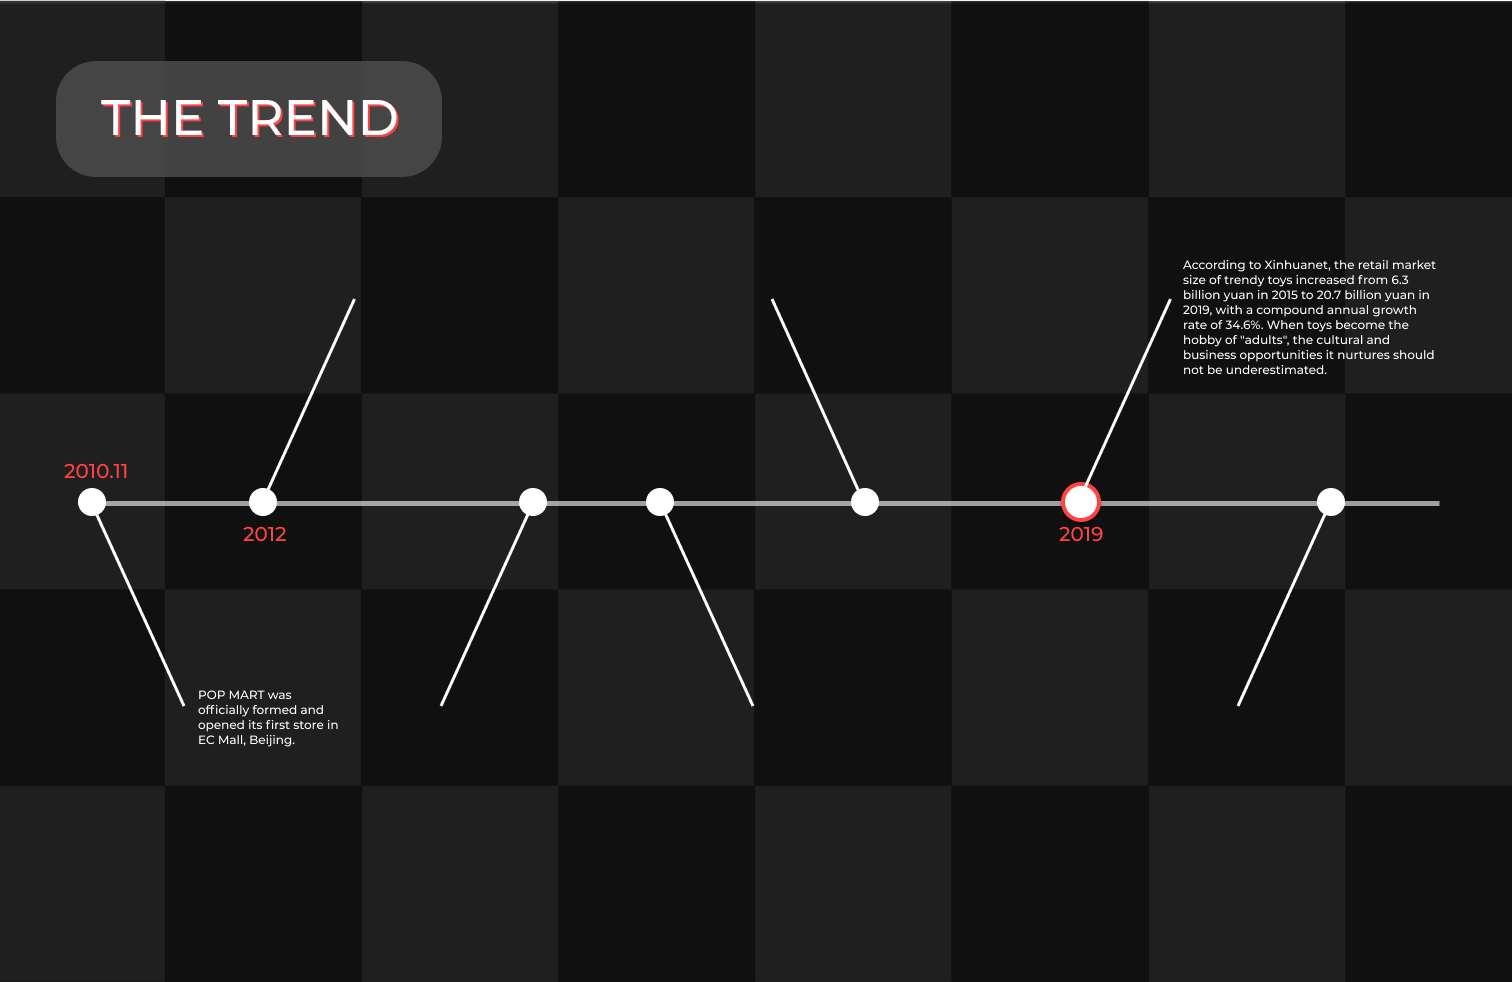 THE TREND
According to Xinhuanet, the retail market
size of trendy toys increased from 6.3
billion yuan in 2015 to 20.7 billion yuan in
2019, with a compound annual growth
rate of 34.6%. When toys become the
hobby of "adults", the cultural and
business opportunities it nurtures should
not be underestimated.
2010.11
2012
2019
POP MART was
officially formed and
opened its first store in
EC Mall, Beijing.